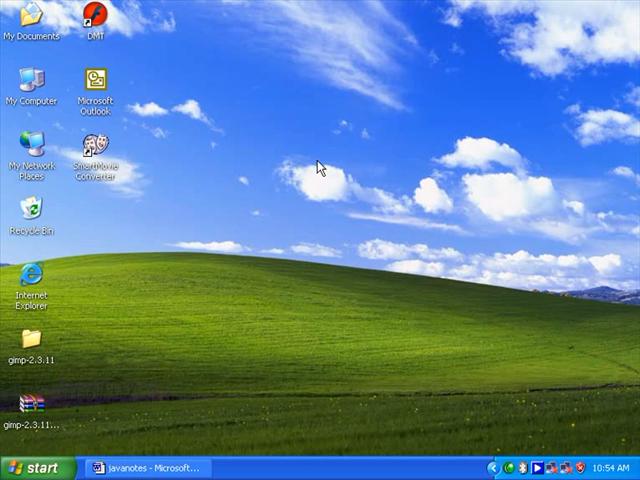 My Documents
DMT
My Computer
Microsoft
Outlook
My Network
Places
SmartMovie
Converter
Recycle Bin
Internet
Explorer
gimp-2.3.11
gimp-2.3.11...
start
javanotes - Microsoft...
10:54 AM